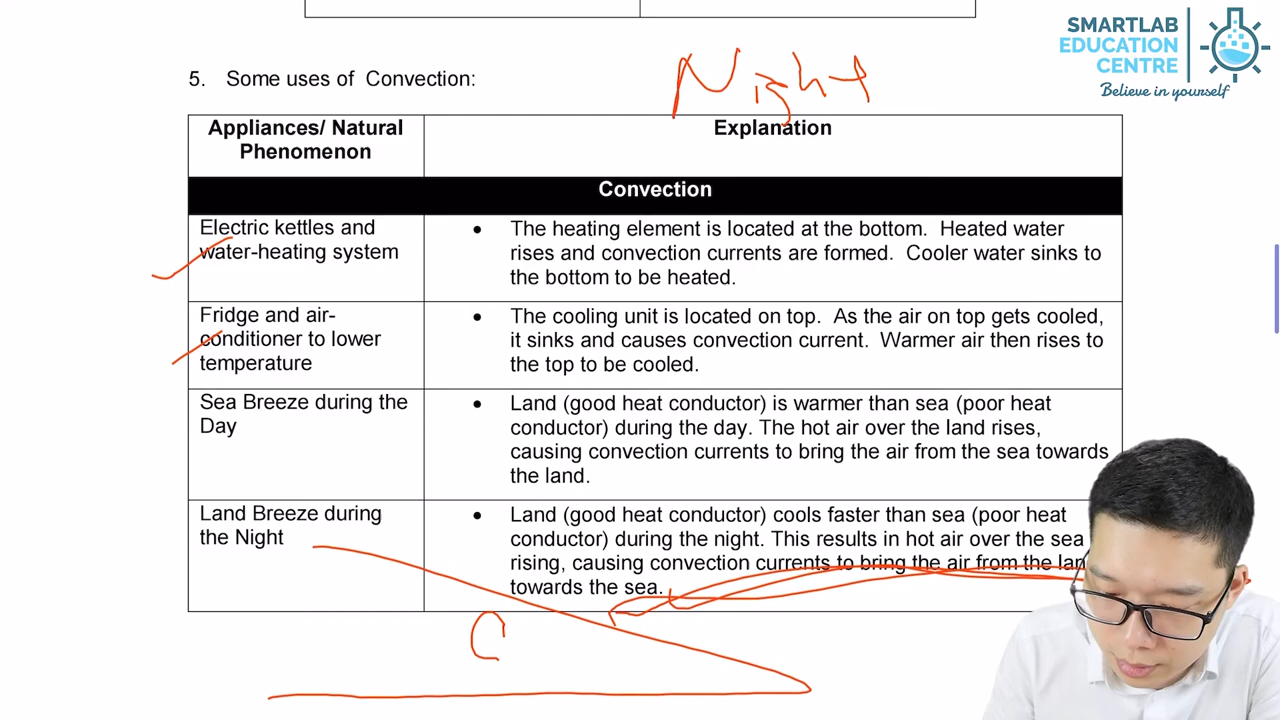 SMARTLAB
EDUCATION
CENTRE
Believe in yourself
5. Some uses of Convection:
Night
Appliances/ Natural
Phenomenon
Explanation
Convection
Electric kettles and
water-heating system
• The heating element is located at the bottom. Heated water
rises and convection currents are formed. Cooler water sinks to
the bottom to be heated.
Fridge and air-
conditioner to lower
temperature
• The cooling unit is located on top. As the air on top gets cooled,
it sinks and causes convection current. Warmer air then rises to
the top to be cooled.
Sea Breeze during the
Day
• Land (good heat conductor) is warmer than sea (poor heat
conductor) during the day. The hot air over the land rises,
causing convection currents to bring the air from the sea towards
the land.
Land Breeze during
the Night
• Land (good heat conductor) cools faster than sea (poor heat
conductor) during the night. This results in hot air over the sea
rising, causing convection currents to bring the air from the lan
towards the sea.